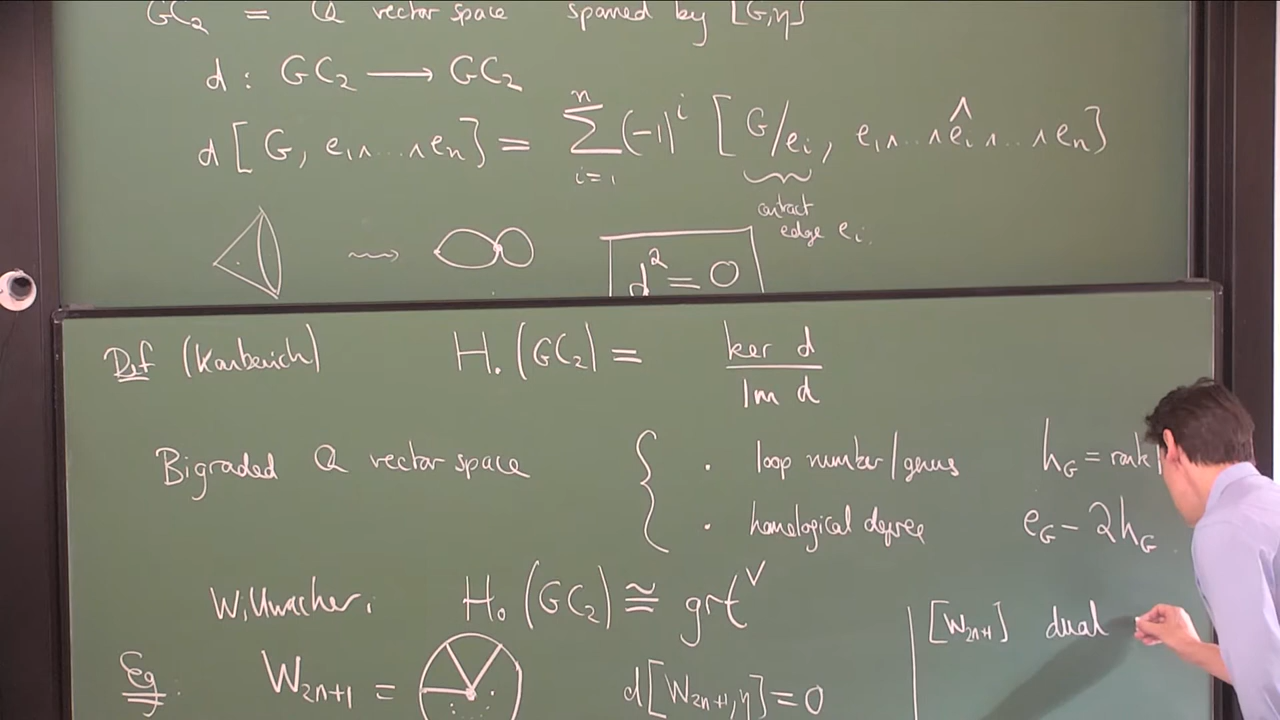 GC₂ = Q vector space spanned by [G,η]
d : GC₂ ⟶ GC₂
d[G, e₁∧...∧eₙ] = ∑ᵢ₌₁ⁿ (-1)ⁱ [G/eᵢ, e₁∧...∧êᵢ∧...∧eₙ]
contract
edge eᵢ
d² = 0
Def (Kontsevich) H.(GC₂) = ker d / Im d
Bigraded Q vector space { · loop number/genus h_G = rank
· homological degree e_G - 2h_G
Willwacher: H₀(GC₂) ≅ grt^∨
[W₂ₙ₊₁] dual
Eg. W₂ₙ₊₁ = d[W₂ₙ₊₁,η] = 0